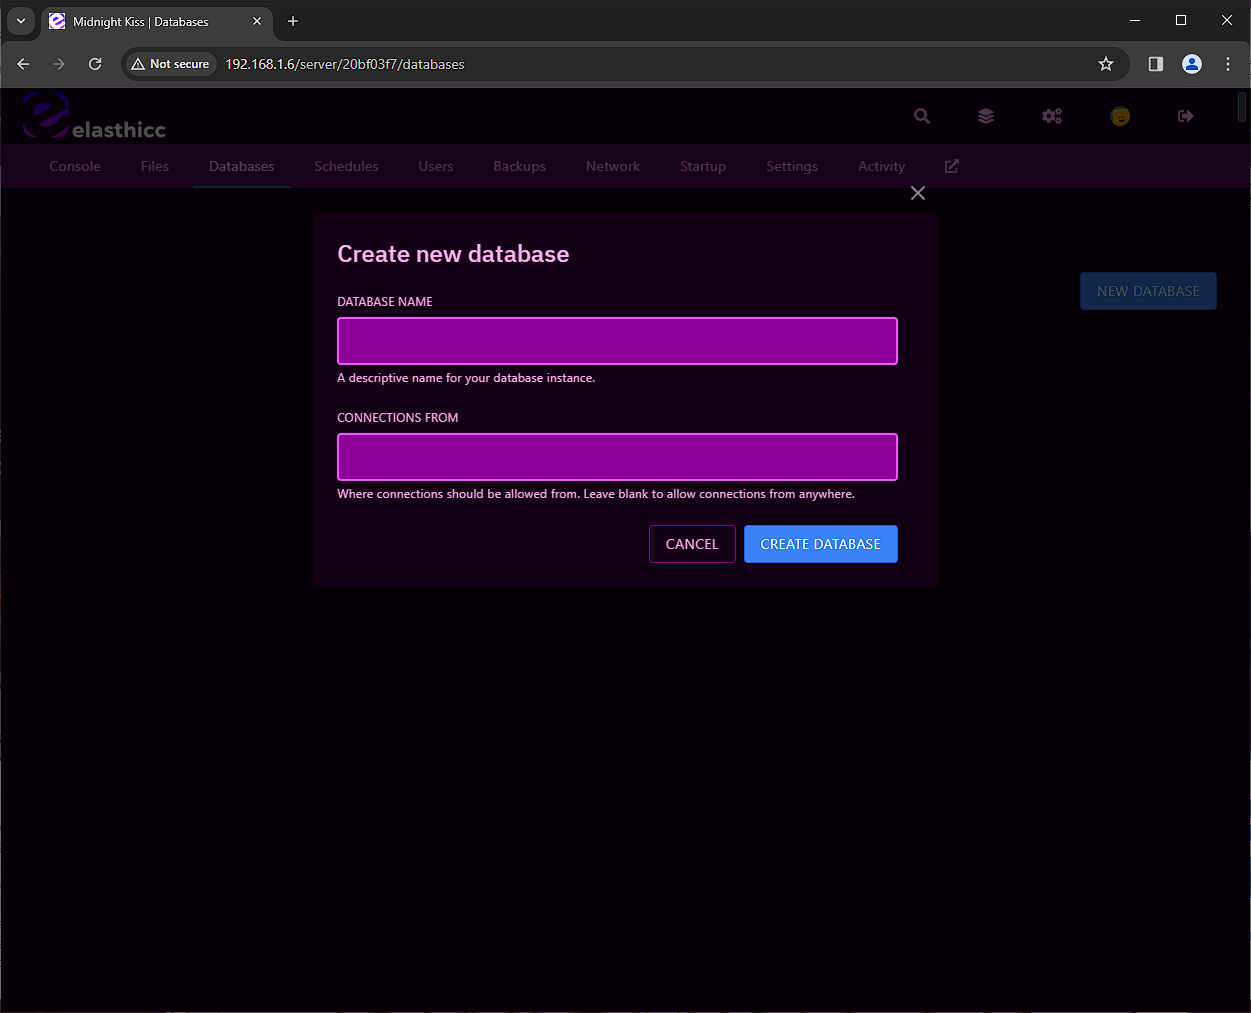 Midnight Kiss | Databases
Not secure
192.168.1.6/server/20bf03f7/databases
elasthicc
Console Files Databases Schedules Users Backups Network Startup Settings Activity
Create new database
NEW DATABASE
DATABASE NAME
A descriptive name for your database instance.
CONNECTIONS FROM
Where connections should be allowed from. Leave blank to allow connections from anywhere.
CANCEL CREATE DATABASE